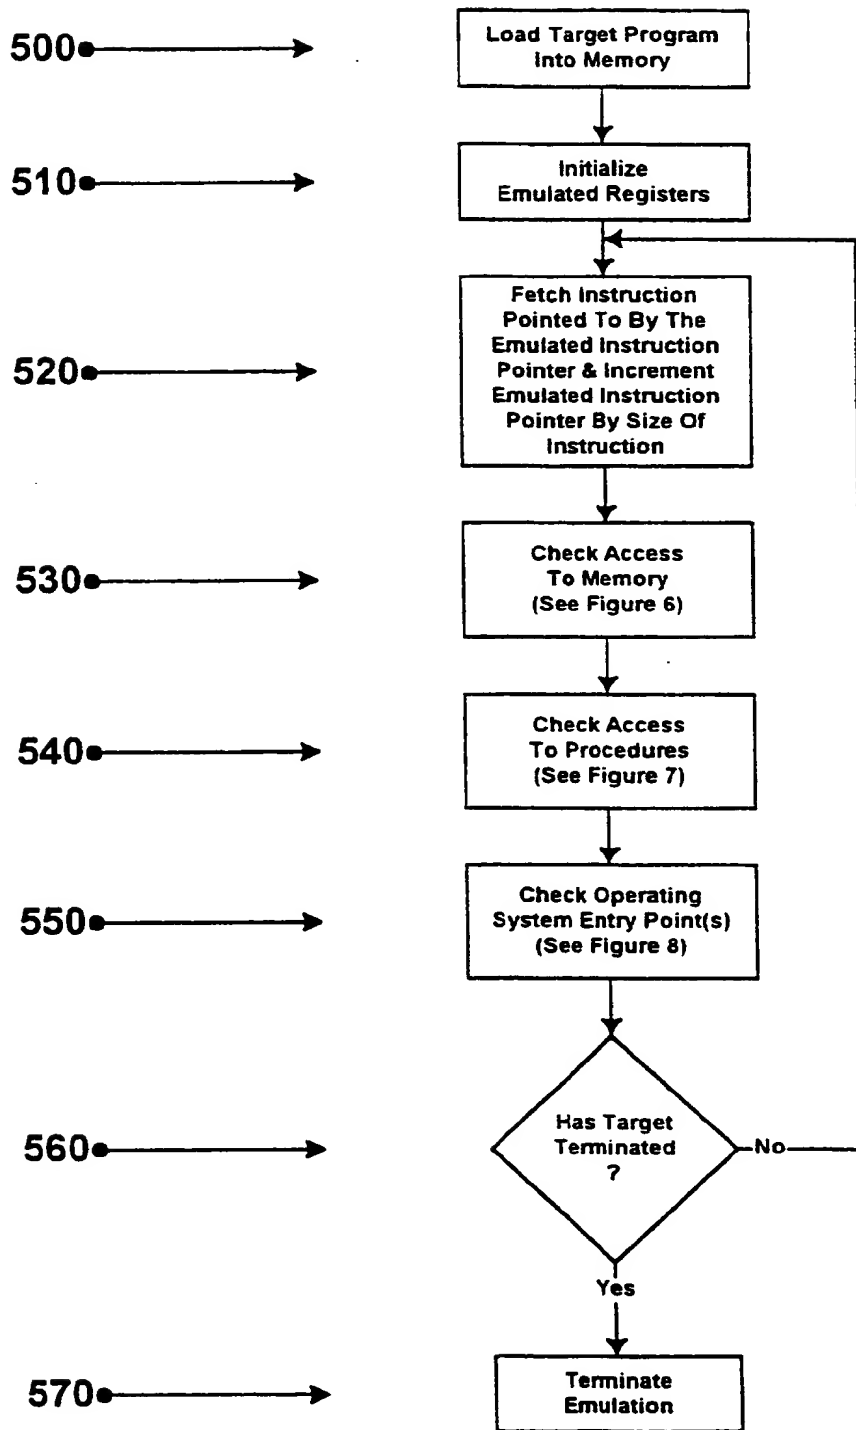 500
Load Target Program
Into Memory
510
Initialize
Emulated Registers
520
Fetch Instruction
Pointed To By The
Emulated Instruction
Pointer & Increment
Emulated Instruction
Pointer By Size Of
Instruction
530
Check Access
To Memory
(See Figure 6)
540
Check Access
To Procedures
(See Figure 7)
550
Check Operating
System Entry Point(s)
(See Figure 8)
560
Has Target
Terminated
?
No
Yes
570
Terminate
Emulation